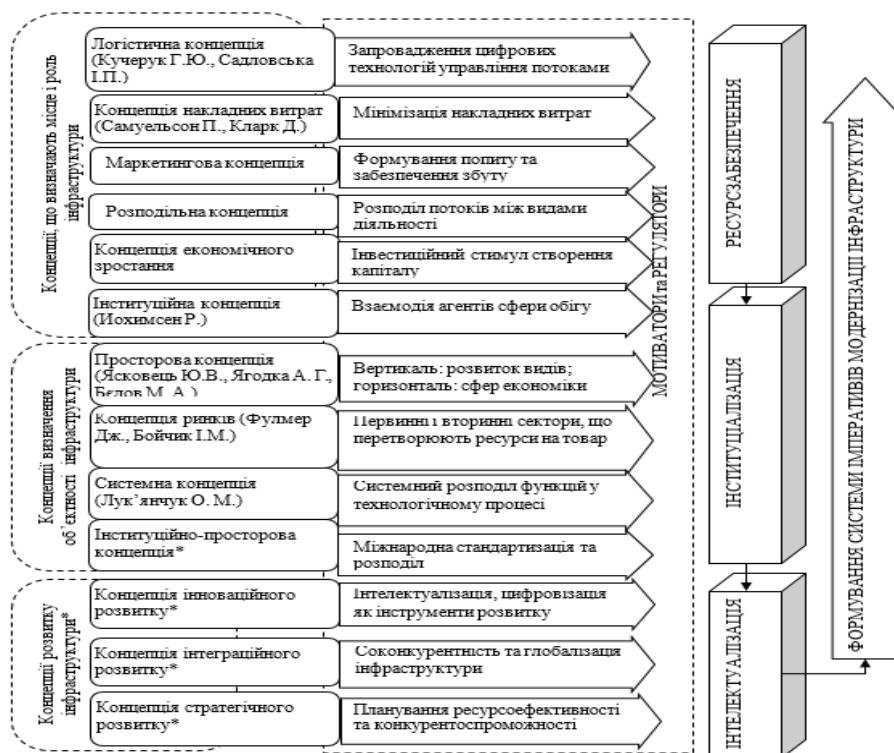 Концепції, що визначають місце і роль
інфраструктури
Логістична концепція
(Кучерук Г.Ю., Садловська
І.П.)
Запровадження цифрових
технологій управління потоками
Концепція накладних витрат
(Самуельсон П., Кларк Д.)
Мінімізація накладних витрат
Маркетингова концепція
Формування попиту та
забезпечення збуту
Розподільна концепція
Розподіл потоків між видами
діяльності
Концепція економічного
зростання
Інвестиційний стимул створення
капіталу
Інституційна концепція
(Йохимсен Р.)
Взаємодія агентів сфери обігу
Концепції визначення
об`єктності інфраструктури
Просторова концепція
(Ясковець Ю.В., Ягодка А. Г.,
Бєлов М. А.)
Вертикаль: розвиток видів;
горизонталь: сфер економіки
Концепція ринків (Фулмер
Дж., Бойчик І.М.)
Первинні і вторинні сектори, що
перетворюють ресурси на товар
Системна концепція
(Лук’янчук О. М.)
Системний розподіл функцій у
технологічному процесі
Інституційно-просторова
концепція*
Міжнародна стандартизація та
розподіл
Концепції розвитку
інфраструктури*
Концепція інноваційного
розвитку*
Інтелектуалізація, цифровізація
як інструменти розвитку
Концепція інтеграційного
розвитку*
Соконкурентність та глобалізація
інфраструктури
Концепція стратегічного
розвитку*
Планування ресурсоефективності
та конкурентоспроможності
МОТИВАТОРИ та РЕГУЛЯТОРИ
РЕСУРСЗАБЕЗПЕЧЕННЯ
ІНСТИТУЦІАЛІЗАЦІЯ
ІНТЕЛЕКТУАЛІЗАЦІЯ
ФОРМУВАННЯ СИСТЕМИ ІМПЕРАТИВІВ МОДЕРНІЗАЦІЇ ІНФРАСТРУКТУРИ